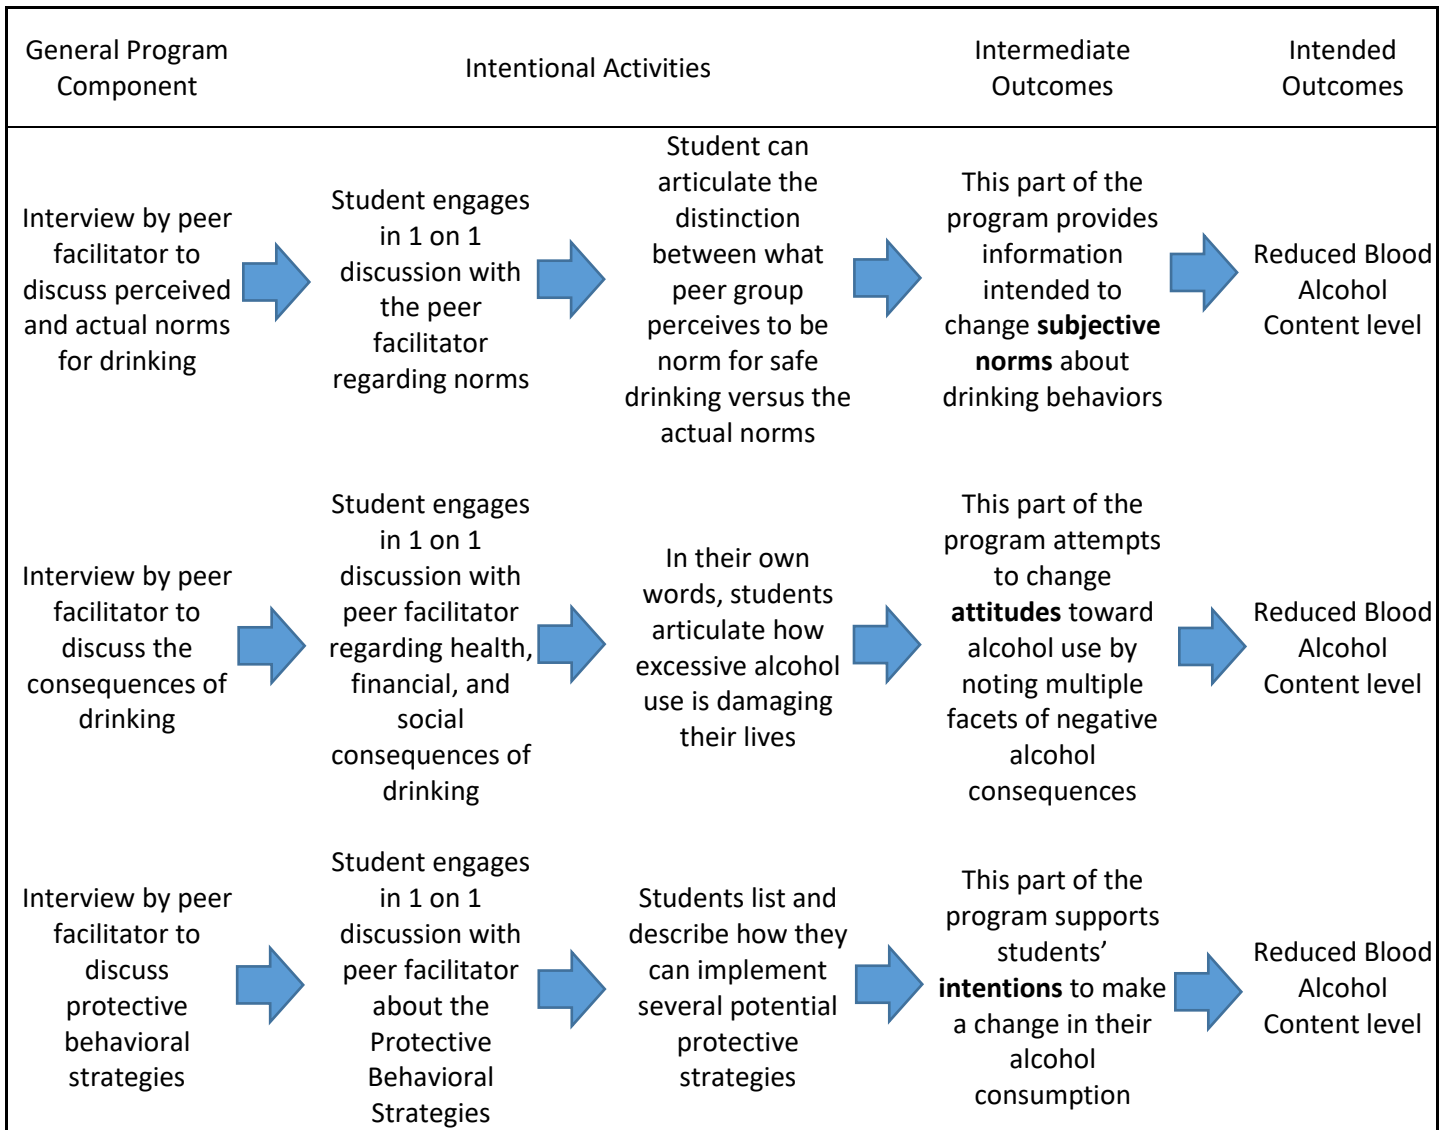 General Program
Component
Intentional Activities
Intermediate
Outcomes
Intended
Outcomes
Interview by peer
facilitator to
discuss perceived
and actual norms
for drinking
Student engages
in 1 on 1
discussion with
the peer
facilitator
regarding norms
Student can
articulate the
distinction
between what
peer group
perceives to be
norm for safe
drinking versus the
actual norms
This part of the
program provides
information
intended to
change subjective
norms about
drinking behaviors
Reduced Blood
Alcohol
Content level
Interview by peer
facilitator to
discuss the
consequences of
drinking
Student engages
in 1 on 1
discussion with
peer facilitator
regarding health,
financial, and
social
consequences of
drinking
In their own
words, students
articulate how
excessive alcohol
use is damaging
their lives
This part of the
program attempts
to change
attitudes toward
alcohol use by
noting multiple
facets of negative
alcohol
consequences
Reduced Blood
Alcohol
Content level
Interview by peer
facilitator to
discuss
protective
behavioral
strategies
Student engages
in 1 on 1
discussion with
peer facilitator
about the
Protective
Behavioral
Strategies
Students list and
describe how they
can implement
several potential
protective
strategies
This part of the
program supports
students’
intentions to make
a change in their
alcohol
consumption
Reduced Blood
Alcohol
Content level